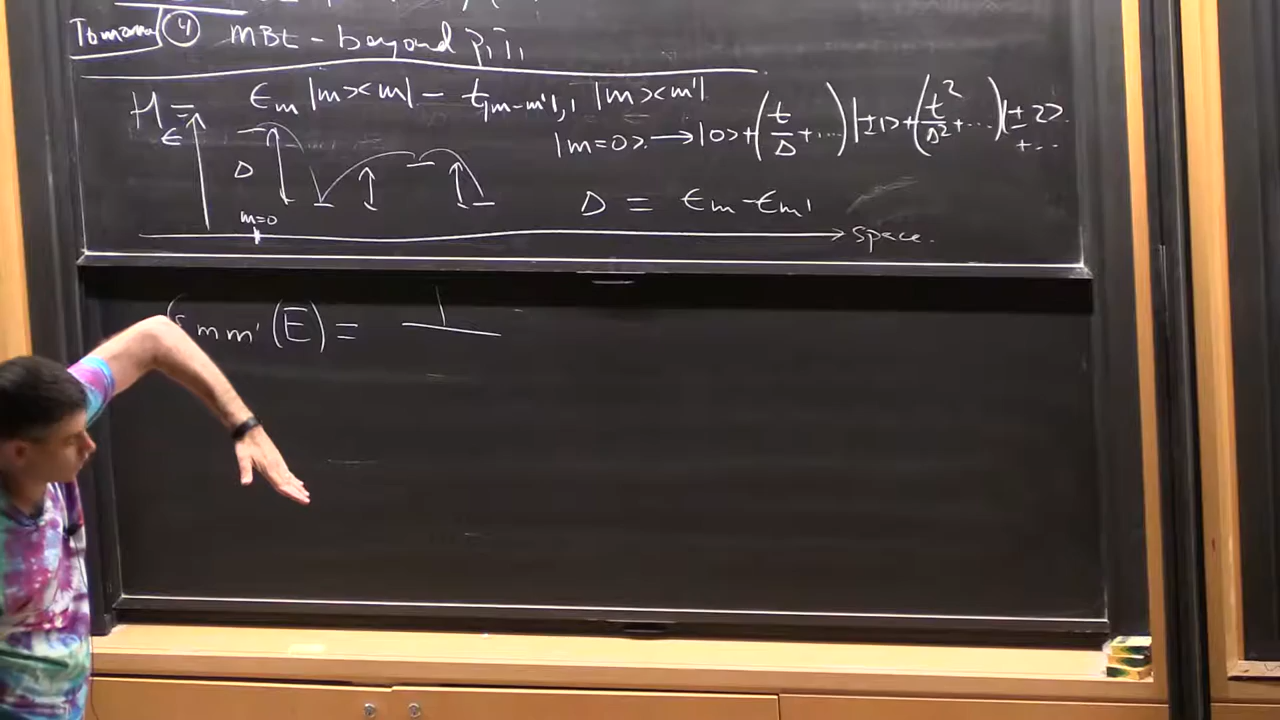 Tomorrow ④ MBL - beyond
H = ϵ_m |m><m| - t_{|m-m'|,1} |m><m'|
|m=0> → |0> + (t/Δ + ...) |±1> + (t²/Δ² + ...) |±2> + ...
ϵ
Δ
m=0
Δ = ϵ_m - ϵ_m'
space.
G_mm'(E) = 1